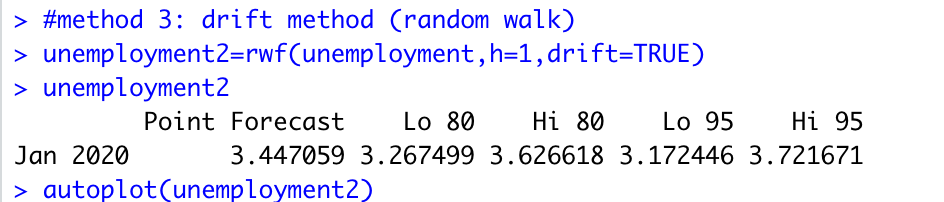 > #method 3: drift method (random walk)
> unemployment2=rwf(unemployment,h=1,drift=TRUE)
> unemployment2
         Point Forecast    Lo 80    Hi 80    Lo 95    Hi 95
Jan 2020       3.447059 3.267499 3.626618 3.172446 3.721671
> autoplot(unemployment2)